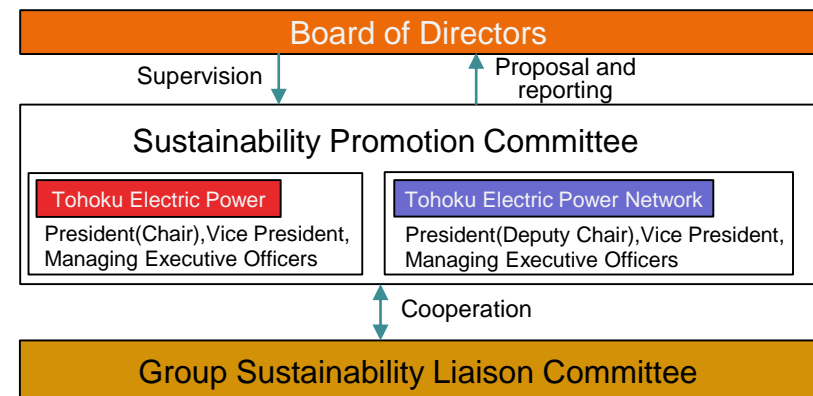 Board of Directors
Supervision
Proposal and
reporting
Sustainability Promotion Committee
Tohoku Electric Power
President(Chair),Vice President,
Managing Executive Officers
Tohoku Electric Power Network
President(Deputy Chair),Vice President,
Managing Executive Officers
Cooperation
Group Sustainability Liaison Committee